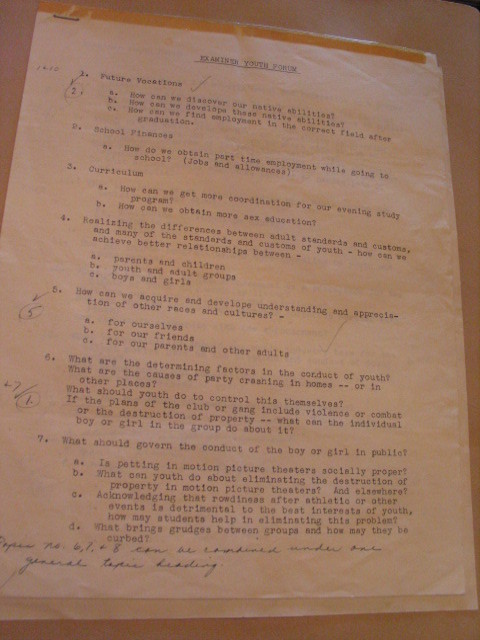 EXAMINER YOUTH FORUM
1. Future Vocations
2.
a. How can we discover our native abilities?
b. How can we develope these native abilities?
c. How can we find employment in the correct field after
graduation.
2. School Finances
a. How do we obtain part time employment while going to
school? (Jobs and allowances)
3. Curriculum
a. How can we get more coordination for our evening study
program?
b. How can we obtain more sex education?
4. Realizing the differences between adult standards and customs,
and many of the standards and customs of youth - how can we
achieve better relationships between -
a. parents and children
b. youth and adult groups
c. boys and girls
5. How can we acquire and develope understanding and apprecia-
tion of other races and cultures? -
5
a. for ourselves
b. for our friends
c. for our parents and other adults
6. What are the determining factors in the conduct of youth?
What are the causes of party crashing in homes -- or in
other places?
What should youth do to control this themselves?
1.
If the plans of the club or gang include violence or combat
or the destruction of property -- what can the individual
boy or girl in the group do about it?
7. What should govern the conduct of the boy or girl in public?
a. Is petting in motion picture theaters socially proper?
b. What can youth do about eliminating the destruction of
property in motion picture theaters? And elsewhere?
c. Acknowledging that rowdiness after athletic or other
events is detrimental to the best interests of youth,
how may students help in eliminating this problem?
d. What brings grudges between groups and how may they be
curbed?
no. 6, 7, + 8 can be combined under one
general topic heading.